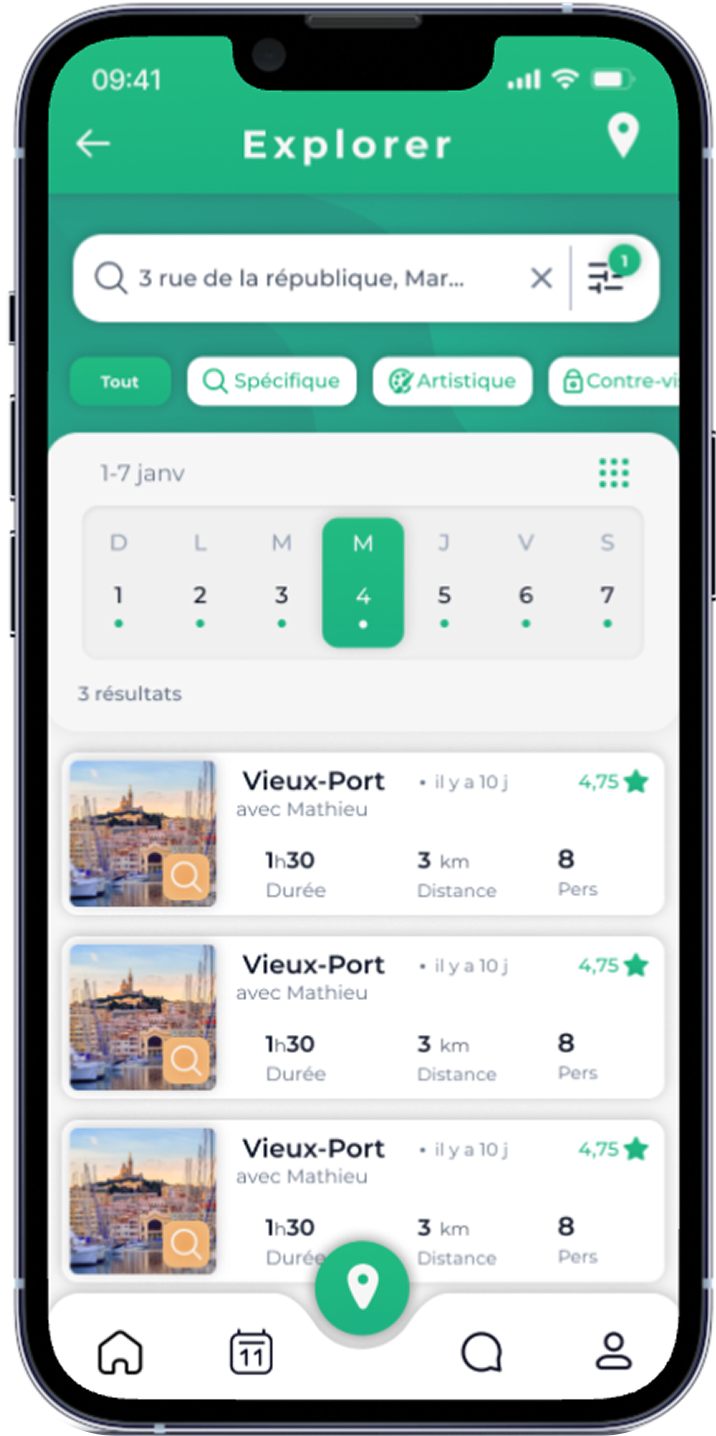 09:41
Explorer
3 rue de la république, Mar...
1
Tout
Spécifique
Artistique
Contre-vi
1-7 janv
D L M M J V S
1 2 3 4 5 6 7
3 résultats
Vieux-Port • il y a 10 j 4,75
avec Mathieu
1h30 3 km 8
Durée Distance Pers
Vieux-Port • il y a 10 j 4,75
avec Mathieu
1h30 3 km 8
Durée Distance Pers
Vieux-Port • il y a 10 j 4,75
avec Mathieu
1h30 3 km 8
Durée Distance Pers
11